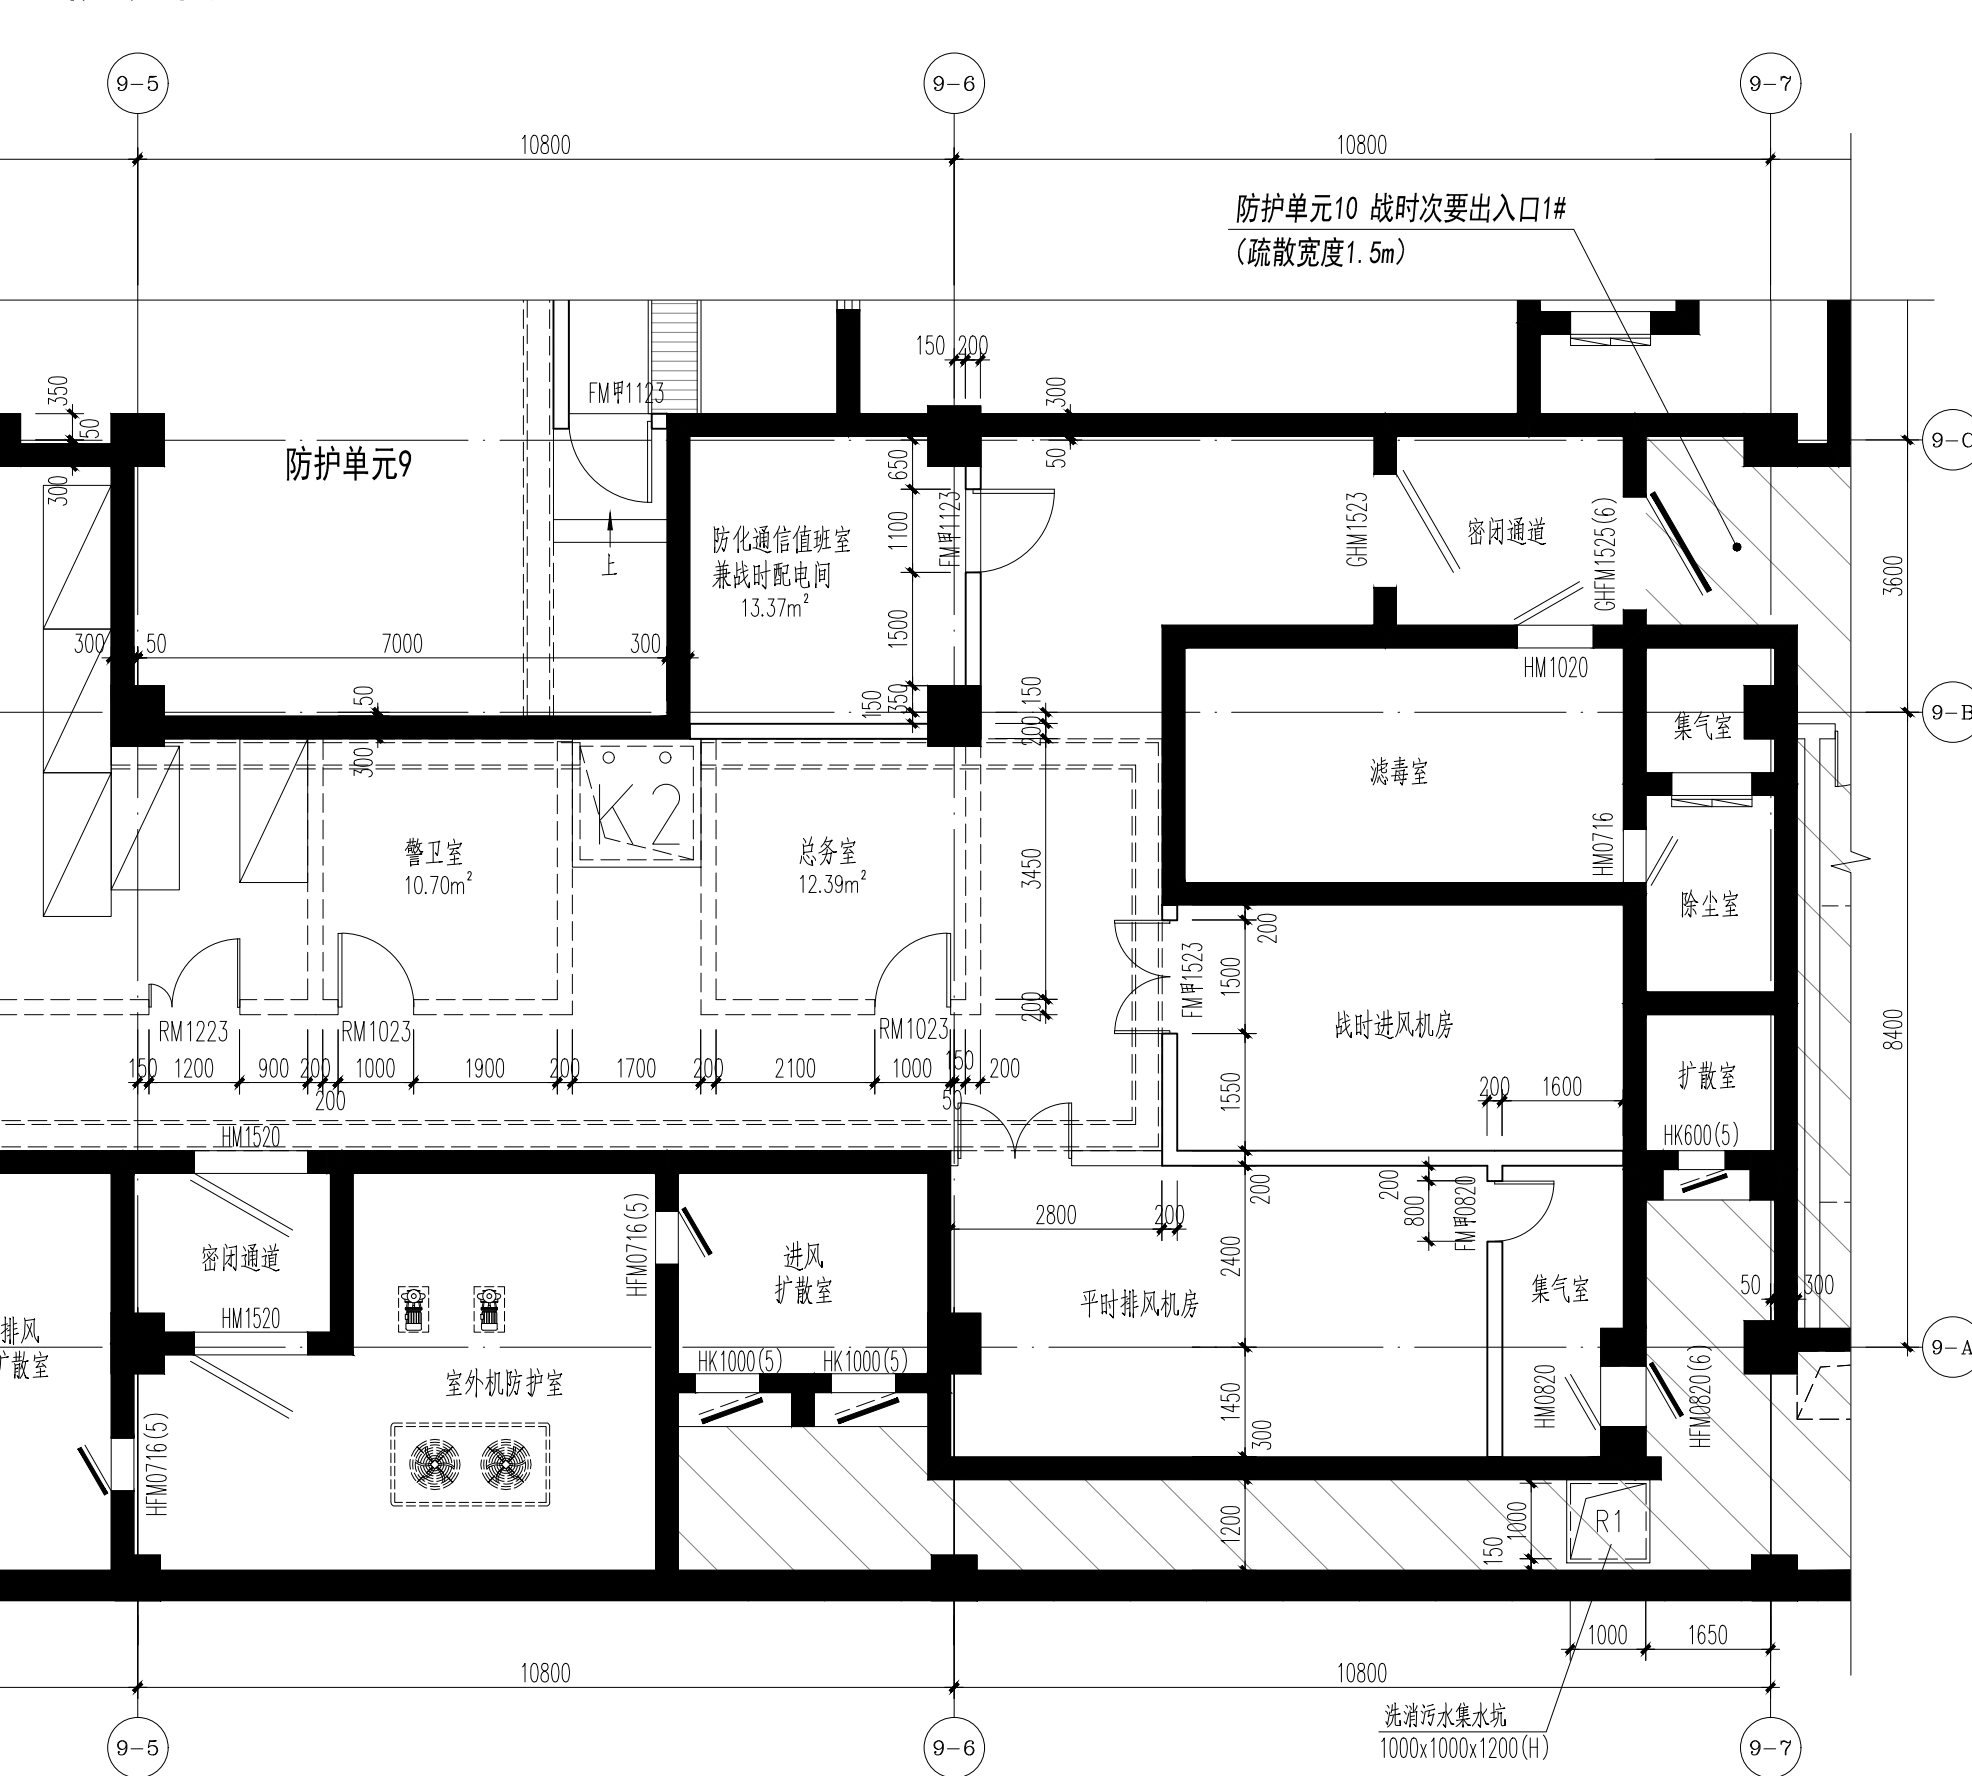 9-5
9-6
9-7
10800
10800
防护单元10 战时次要出入口1#
(疏散宽度1.5m)
150
200
350
50
300
FM甲1123
300
50
9-C
防护单元9
650
1100
1500
FM甲1123
防化通信值班室
兼战时配电间
13.37m²
GHM1523
密闭通道
GHFM1525(6)
3600
上
300
50
7000
300
HM1020
50
300
150
350
150
200
9-B
集气室
滤毒室
K2
警卫室
10.70m²
总务室
12.39m²
3450
HM0716
除尘室
200
1500
FM甲1523
战时进风机房
200
8400
RM1223
RM1023
RM1023
150
1200
900
200
1000
1900
200
1700
200
2100
1000
150
200
200
50
1550
200
1600
扩散室
HM1520
HK600(5)
200
200
800
FM甲0820
2800
200
密闭通道
HFM0716(5)
进风
扩散室
2400
集气室
50
300
平时排风机房
HM1520
排风
扩散室
9-A
HK1000(5)
HK1000(5)
室外机防护室
1450
300
HM0820
HFM0820(6)
HFM0716(5)
1200
150
1000
R1
1000
1650
10800
10800
洗消污水集水坑
1000x1000x1200(H)
9-5
9-6
9-7